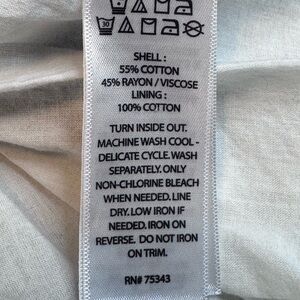 30
SHELL :
55% COTTON
45% RAYON / VISCOSE
LINING :
100% COTTON
TURN INSIDE OUT.
MACHINE WASH COOL -
DELICATE CYCLE. WASH
SEPARATELY. ONLY
NON-CHLORINE BLEACH
WHEN NEEDED. LINE
DRY. LOW IRON IF
NEEDED. IRON ON
REVERSE. DO NOT IRON
ON TRIM.
RN# 75343